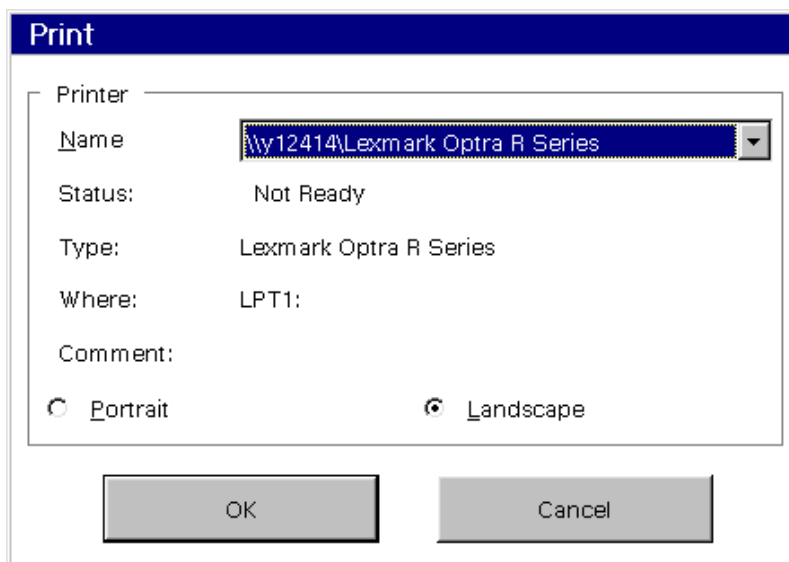 Print
Printer
Name \\y12414\Lexmark Optra R Series
Status: Not Ready
Type: Lexmark Optra R Series
Where: LPT1:
Comment:
Portrait Landscape
OK Cancel